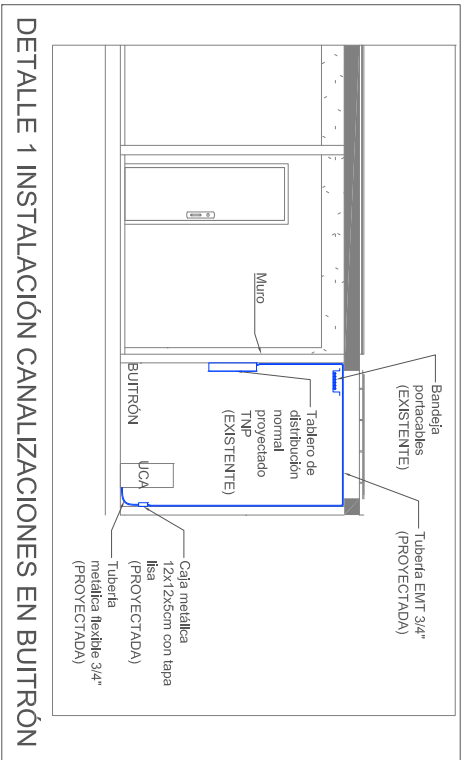 Bandeja
portacables
(EXISTENTE)
Tubería EMT 3/4"
(PROYECTADA)
Muro
Tablero de
distribución
normal
proyectado
TNP
(EXISTENTE)
BUITRÓN
UCA
Caja metálica
12x12x5cm con tapa
lisa
(PROYECTADA)
Tubería
metálica flexible 3/4"
(PROYECTADA)
DETALLE 1 INSTALACIÓN CANALIZACIONES EN BUITRÓN